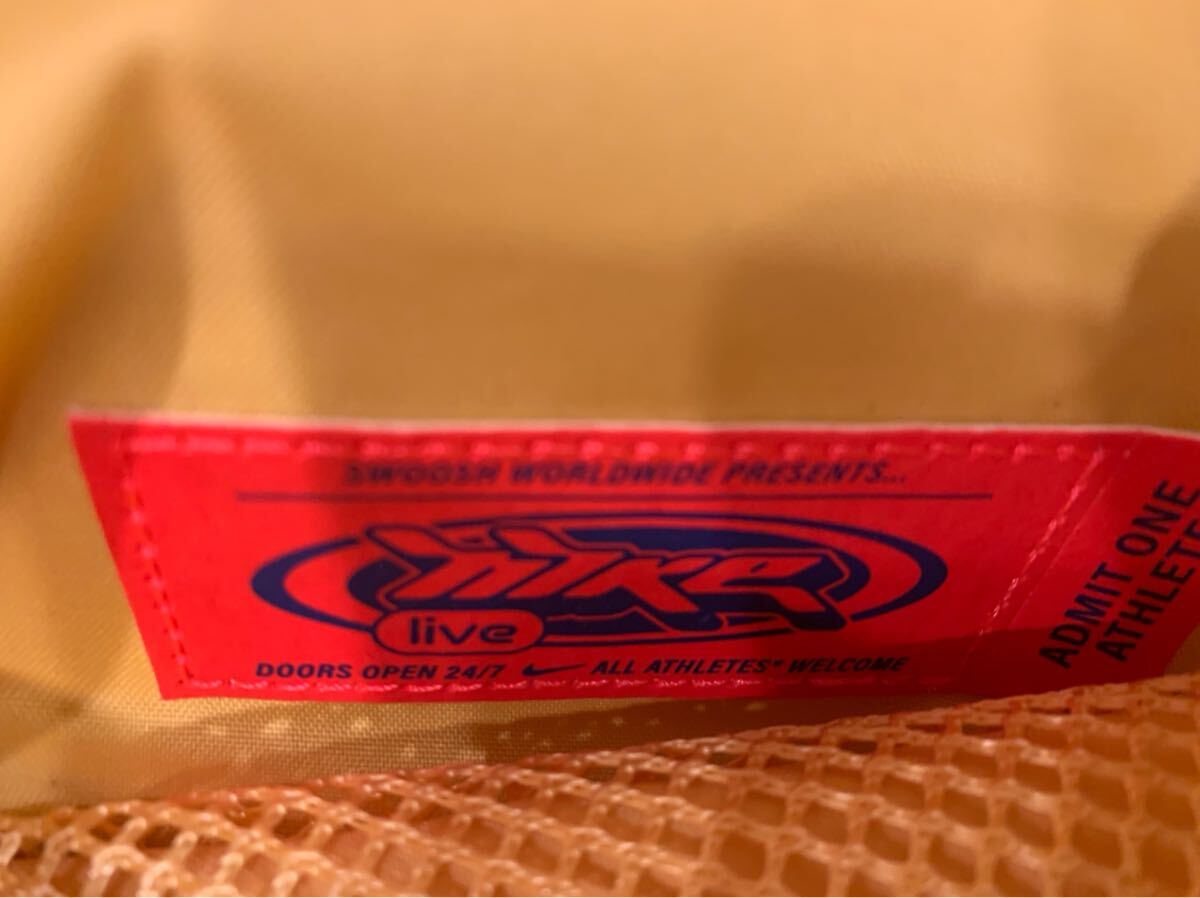 SWOOSH WORLDWIDE PRESENTS...
NIKE
live
DOORS OPEN 24/7 ALL ATHLETES* WELCOME
ADMIT ONE
ATHLETE